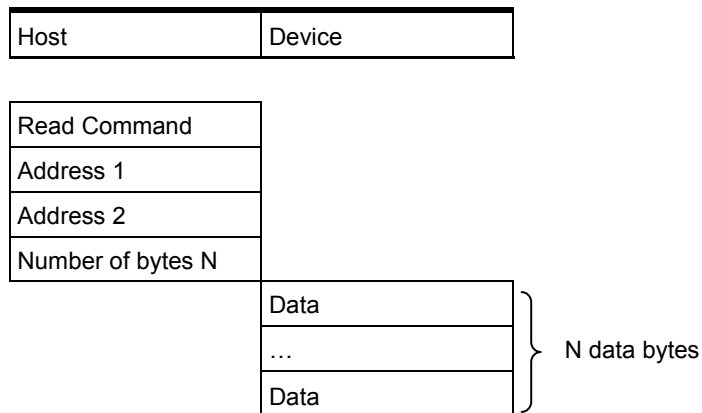 Host Device
Read Command
Address 1
Address 2
Number of bytes N
Data
…
N data bytes
Data